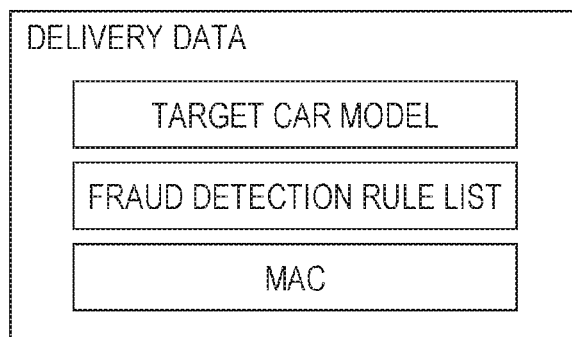 DELIVERY DATA
TARGET CAR MODEL
FRAUD DETECTION RULE LIST
MAC